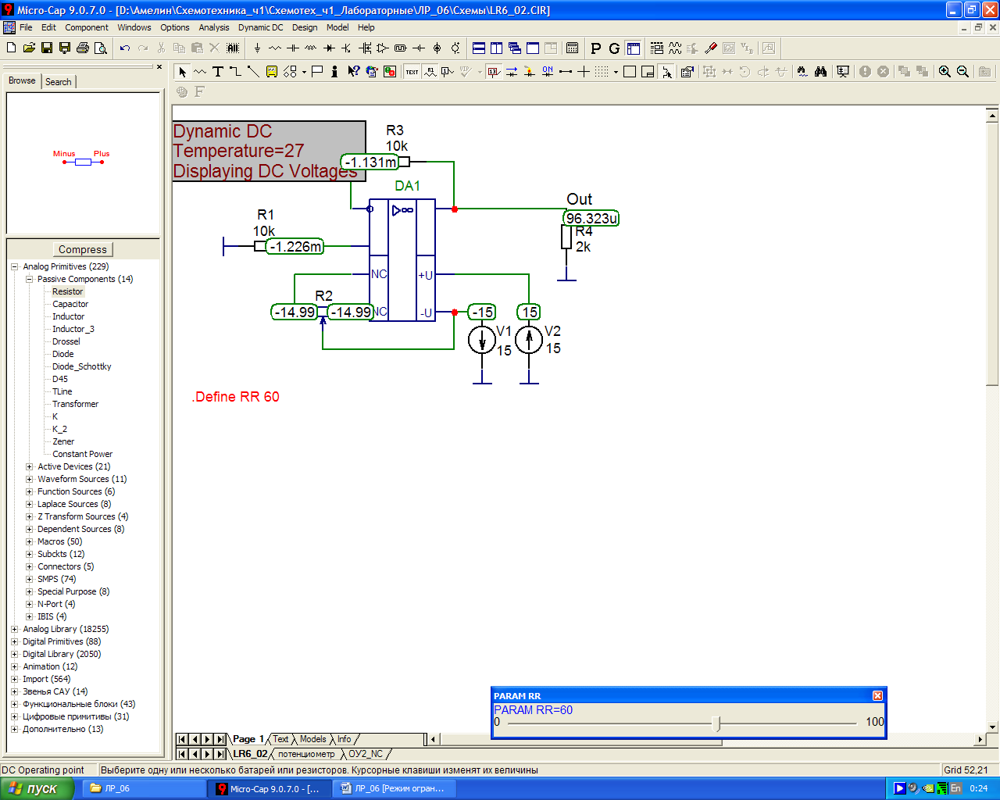 Micro-Cap 9.0.7.0 - [D:\Амелин\Схемотехника_ч1\Схемотех_ч1_Лабораторные\ЛР_06\Схемы\LR6_02.CIR]
File Edit Component Windows Options Analysis Dynamic DC Design Model Help
Browse Search
Minus Plus
Compress
Analog Primitives (229)
Passive Components (14)
Resistor
Capacitor
Inductor
Inductor_3
Drossel
Diode
Diode_Schottky
D45
TLine
Transformer
K
K_2
Zener
Constant Power
Active Devices (21)
Waveform Sources (11)
Function Sources (6)
Laplace Sources (8)
Z Transform Sources (4)
Dependent Sources (8)
Macros (50)
Subckts (12)
Connectors (5)
SMPS (74)
Special Purpose (8)
N-Port (4)
IBIS (4)
Analog Library (18255)
Digital Primitives (88)
Digital Library (2050)
Animation (12)
Import (564)
Звенья САУ (14)
Функциональные блоки (43)
Цифровые примитивы (31)
Дополнительно (13)
Dynamic DC
Temperature=27
Displaying DC Voltages
R3
10k
-1.131m
DA1
Out
96.323u
R4
2k
R1
10k
-1.226m
NC
+U
R2
-14.99 -14.99
NC
-U
-15
15
V1
15
V2
15
.Define RR 60
PARAM RR
PARAM RR=60
0
100
Page 1 Text Models Info
LR6_02 потенциометр ОУ2_NC
DC Operating point
Выберите одну или несколько батарей или резисторов. Курсорные клавиши изменят их величины
Grid 52,21
пуск
ЛР_06
Micro-Cap 9.0.7.0 - [...
ЛР_06 [Режим огран...
En
0:24